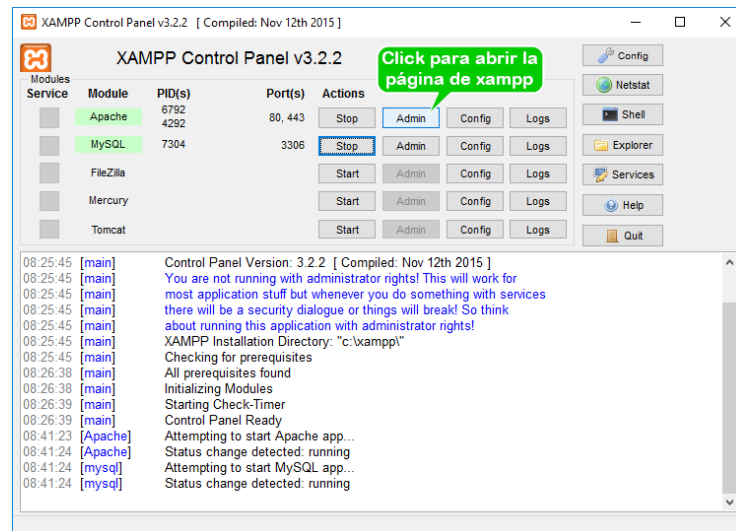 XAMPP Control Panel v3.2.2 [ Compiled: Nov 12th 2015 ]
XAMPP Control Panel v3.2.2
Click para abrir la
página de xampp
Config
Modules
Service Module PID(s) Port(s) Actions
Netstat
Apache 6792 4292 80, 443 Stop Admin Config Logs
Shell
MySQL 7304 3306 Stop Admin Config Logs
Explorer
FileZilla Start Admin Config Logs
Services
Mercury Start Admin Config Logs
Help
Tomcat Start Admin Config Logs
Quit
08:25:45 [main] Control Panel Version: 3.2.2 [ Compiled: Nov 12th 2015 ]
08:25:45 [main] You are not running with administrator rights! This will work for
08:25:45 [main] most application stuff but whenever you do something with services
08:25:45 [main] there will be a security dialogue or things will break! So think
08:25:45 [main] about running this application with administrator rights!
08:25:45 [main] XAMPP Installation Directory: "c:\xampp\"
08:25:45 [main] Checking for prerequisites
08:26:38 [main] All prerequisites found
08:26:38 [main] Initializing Modules
08:26:39 [main] Starting Check-Timer
08:26:39 [main] Control Panel Ready
08:41:23 [Apache] Attempting to start Apache app...
08:41:24 [Apache] Status change detected: running
08:41:24 [mysql] Attempting to start MySQL app...
08:41:24 [mysql] Status change detected: running